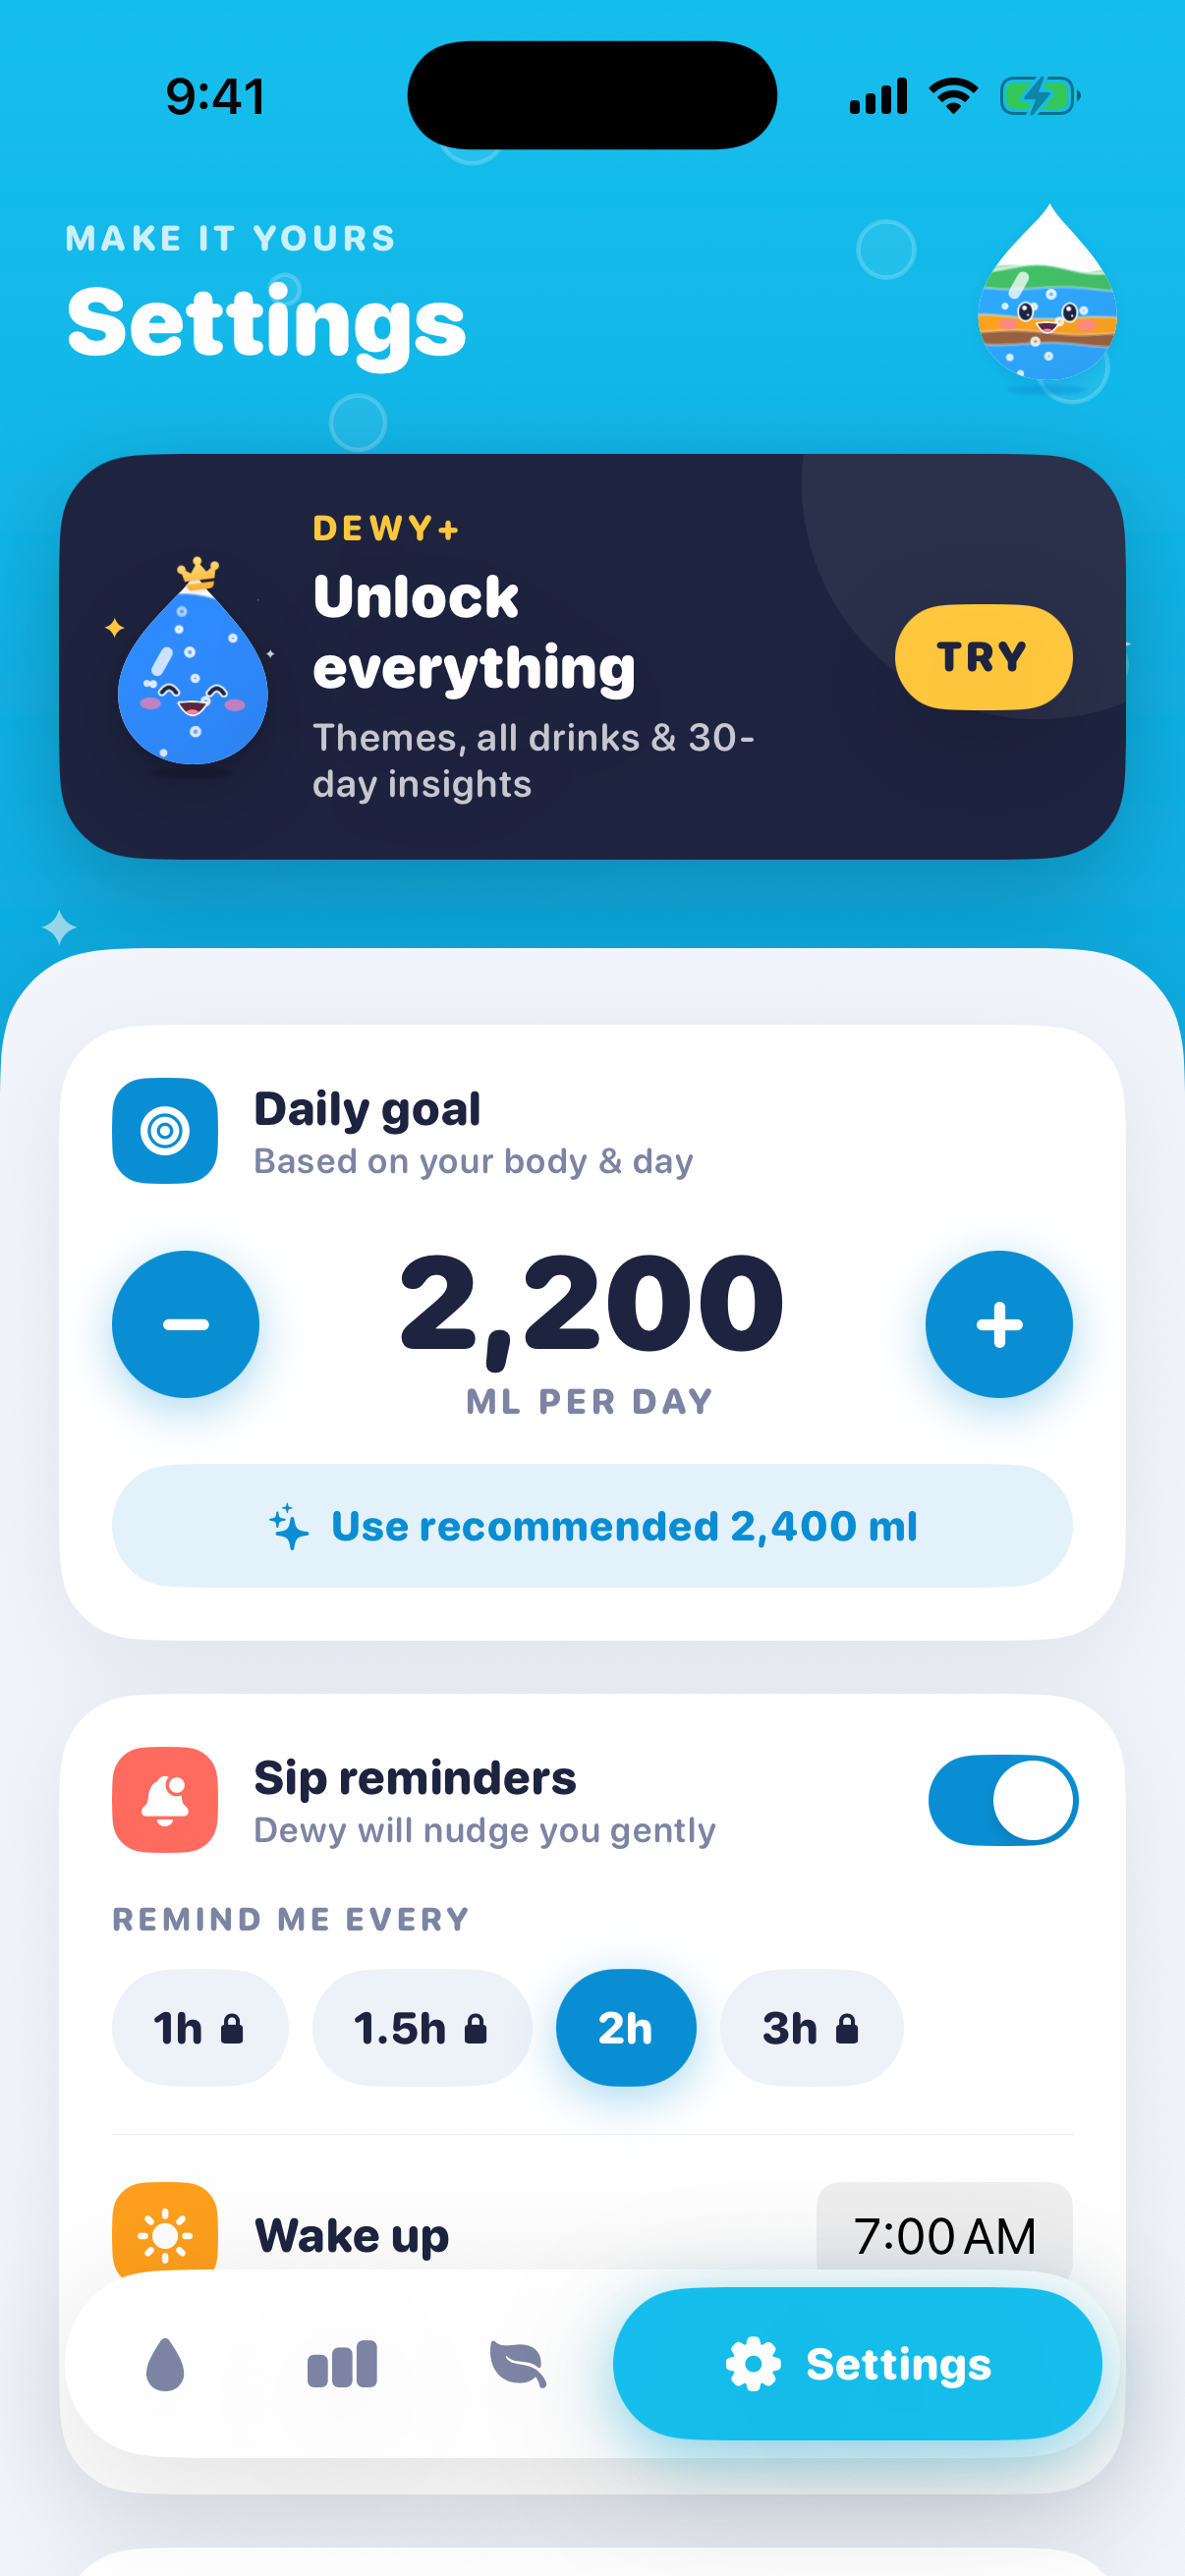 9:41
MAKE IT YOURS
Settings
DEWY+
Unlock
everything
Themes, all drinks & 30-
day insights
TRY
Daily goal
Based on your body & day
2,200
ML PER DAY
Use recommended 2,400 ml
Sip reminders
Dewy will nudge you gently
REMIND ME EVERY
1h 1.5h 2h 3h
Wake up 7:00 AM
Settings